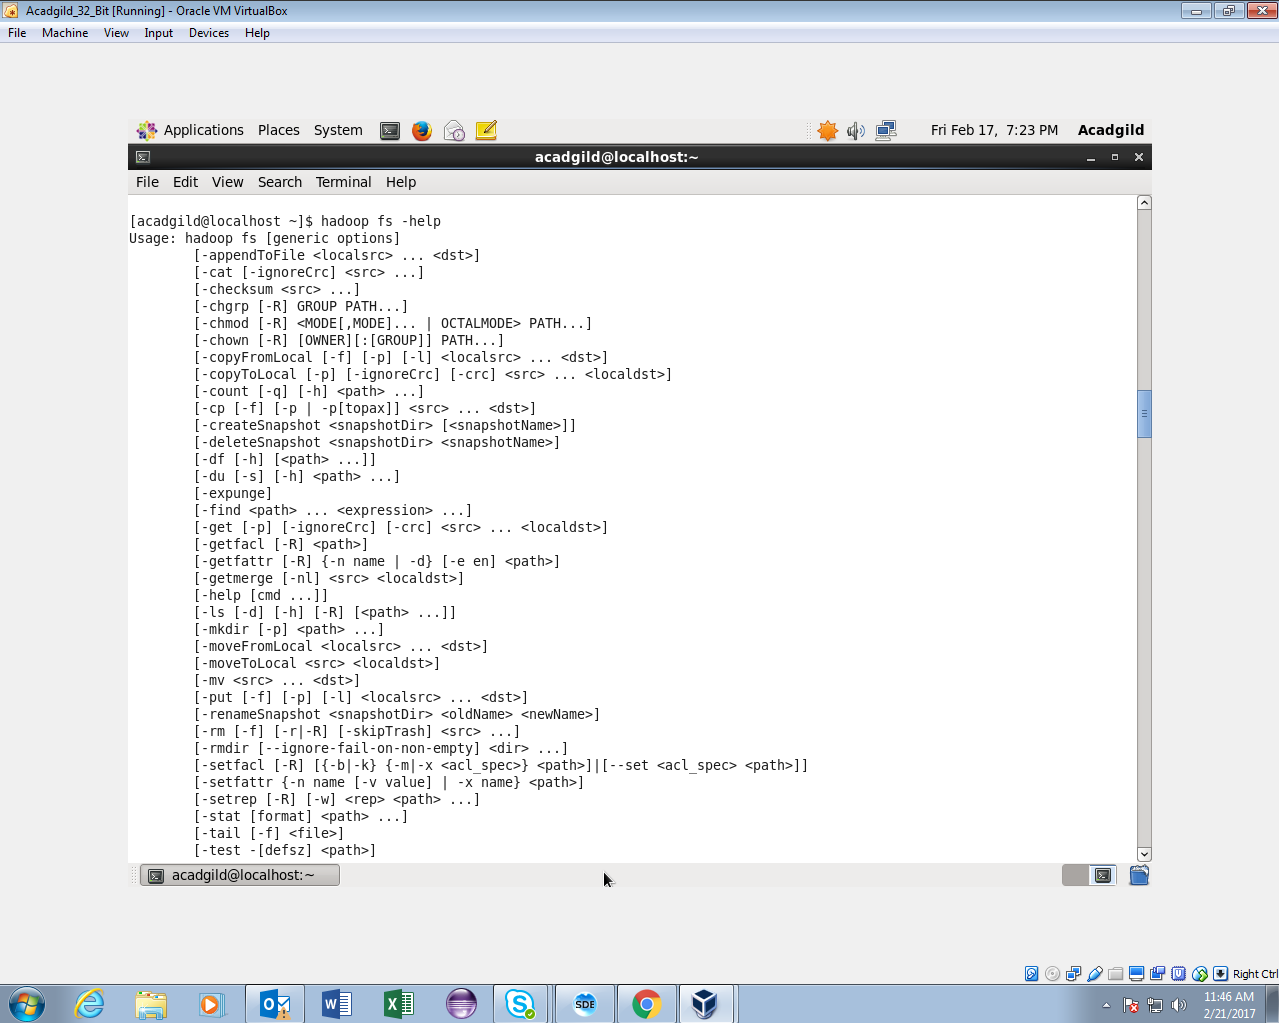 Acadgild_32_Bit [Running] - Oracle VM VirtualBox
File Machine View Input Devices Help
Applications Places System Fri Feb 17, 7:23 PM Acadgild
acadgild@localhost:~
File Edit View Search Terminal Help
[acadgild@localhost ~]$ hadoop fs -help
Usage: hadoop fs [generic options]
[-appendToFile <localsrc> ... <dst>]
[-cat [-ignoreCrc] <src> ...]
[-checksum <src> ...]
[-chgrp [-R] GROUP PATH...]
[-chmod [-R] <MODE[,MODE]... | OCTALMODE> PATH...]
[-chown [-R] [OWNER][:[GROUP]] PATH...]
[-copyFromLocal [-f] [-p] [-l] <localsrc> ... <dst>]
[-copyToLocal [-p] [-ignoreCrc] [-crc] <src> ... <localdst>]
[-count [-q] [-h] <path> ...]
[-cp [-f] [-p | -p[topax]] <src> ... <dst>]
[-createSnapshot <snapshotDir> [<snapshotName>]]
[-deleteSnapshot <snapshotDir> <snapshotName>]
[-df [-h] [<path> ...]]
[-du [-s] [-h] <path> ...]
[-expunge]
[-find <path> ... <expression> ...]
[-get [-p] [-ignoreCrc] [-crc] <src> ... <localdst>]
[-getfacl [-R] <path>]
[-getfattr [-R] {-n name | -d} [-e en] <path>]
[-getmerge [-nl] <src> <localdst>]
[-help [cmd ...]]
[-ls [-d] [-h] [-R] [<path> ...]]
[-mkdir [-p] <path> ...]
[-moveFromLocal <localsrc> ... <dst>]
[-moveToLocal <src> <localdst>]
[-mv <src> ... <dst>]
[-put [-f] [-p] [-l] <localsrc> ... <dst>]
[-renameSnapshot <snapshotDir> <oldName> <newName>]
[-rm [-f] [-r|-R] [-skipTrash] <src> ...]
[-rmdir [--ignore-fail-on-non-empty] <dir> ...]
[-setfacl [-R] [{-b|-k} {-m|-x <acl_spec>} <path>]|[--set <acl_spec> <path>]]
[-setfattr {-n name [-v value] | -x name} <path>]
[-setrep [-R] [-w] <rep> <path> ...]
[-stat [format] <path> ...]
[-tail [-f] <file>]
[-test -[defsz] <path>]
acadgild@localhost:~
Right Ctrl
SDE
11:46 AM
2/21/2017